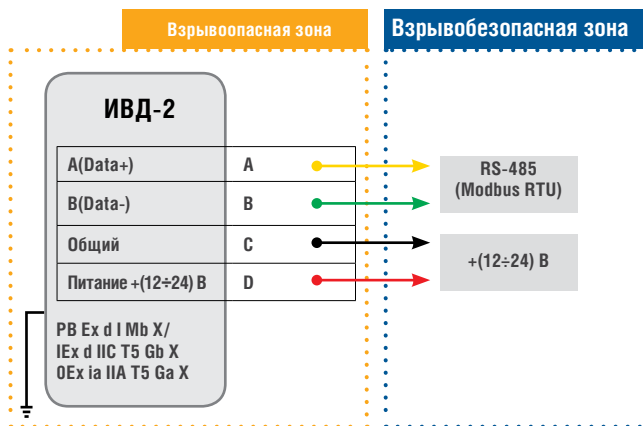 Взрывоопасная зона
Взрывобезопасная зона
ИВД-2
A(Data+) A
B(Data-) B
Общий C
Питание +(12÷24) В D
RS-485
(Modbus RTU)
+(12÷24) В
РВ Ex d I Mb X/
IEx d IIC T5 Gb X
0Ex ia IIA T5 Ga X